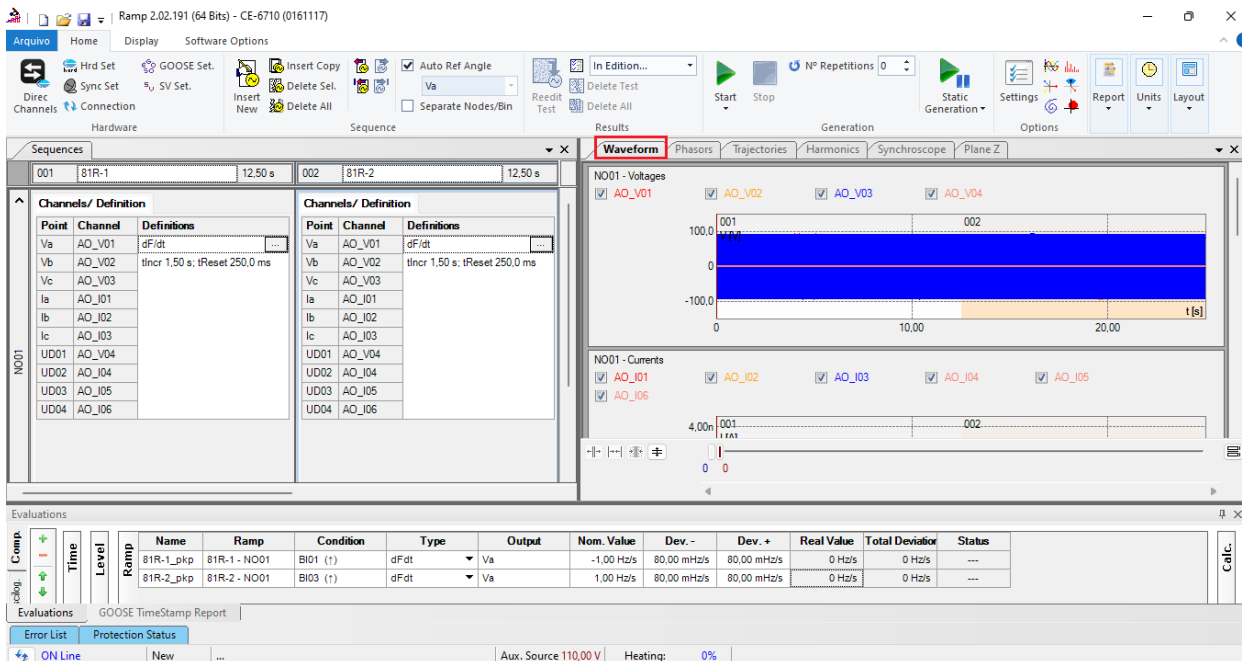 Ramp 2.02.191 (64 Bits) - CE-6710 (0161117)
Arquivo Home Display Software Options
Direc Channels
Hrd Set
Sync Set
Connection
GOOSE Set.
SV Set.
Hardware
Insert New
Insert Copy
Delete Sel.
Delete All
Auto Ref Angle
Va
Separate Nodes/Bin
Sequence
Reedit Test
In Edition...
Delete Test
Delete All
Results
Start
Stop
Nº Repetitions 0
Static Generation
Generation
Settings
Options
Report
Units
Layout
Sequences
001 81R-1 12,50 s 002 81R-2 12,50 s
NO01
Channels/ Definition
Point Channel Definitions
Va AO_V01 dF/dt ...
Vb AO_V02 tIncr 1,50 s; tReset 250,0 ms
Vc AO_V03
Ia AO_I01
Ib AO_I02
Ic AO_I03
UD01 AO_V04
UD02 AO_I04
UD03 AO_I05
UD04 AO_I06
Channels/ Definition
Point Channel Definitions
Va AO_V01 dF/dt ...
Vb AO_V02 tIncr 1,50 s; tReset 250,0 ms
Vc AO_V03
Ia AO_I01
Ib AO_I02
Ic AO_I03
UD01 AO_V04
UD02 AO_I04
UD03 AO_I05
UD04 AO_I06
Waveform Phasors Trajectories Harmonics Synchroscope Plane Z
NO01 - Voltages
AO_V01 AO_V02 AO_V03 AO_V04
001 002
100,0
0
-100,0
t [s]
0 10,00 20,00
NO01 - Currents
AO_I01 AO_I02 AO_I03 AO_I04 AO_I05
AO_I06
4,00n 001 002
0 0
Evaluations
Comp.
Time
Level
Ramp
Calc.
Name Ramp Condition Type Output Nom. Value Dev. - Dev. + Real Value Total Deviation Status
81R-1_pkp 81R-1 - NO01 BI01 (↑) dFdt Va -1,00 Hz/s 80,00 mHz/s 80,00 mHz/s 0 Hz/s 0 Hz/s ---
81R-2_pkp 81R-2 - NO01 BI03 (↑) dFdt Va 1,00 Hz/s 80,00 mHz/s 80,00 mHz/s 0 Hz/s 0 Hz/s ---
Evaluations GOOSE TimeStamp Report
Error List Protection Status
ON Line New ... Aux. Source 110,00 V Heating: 0%